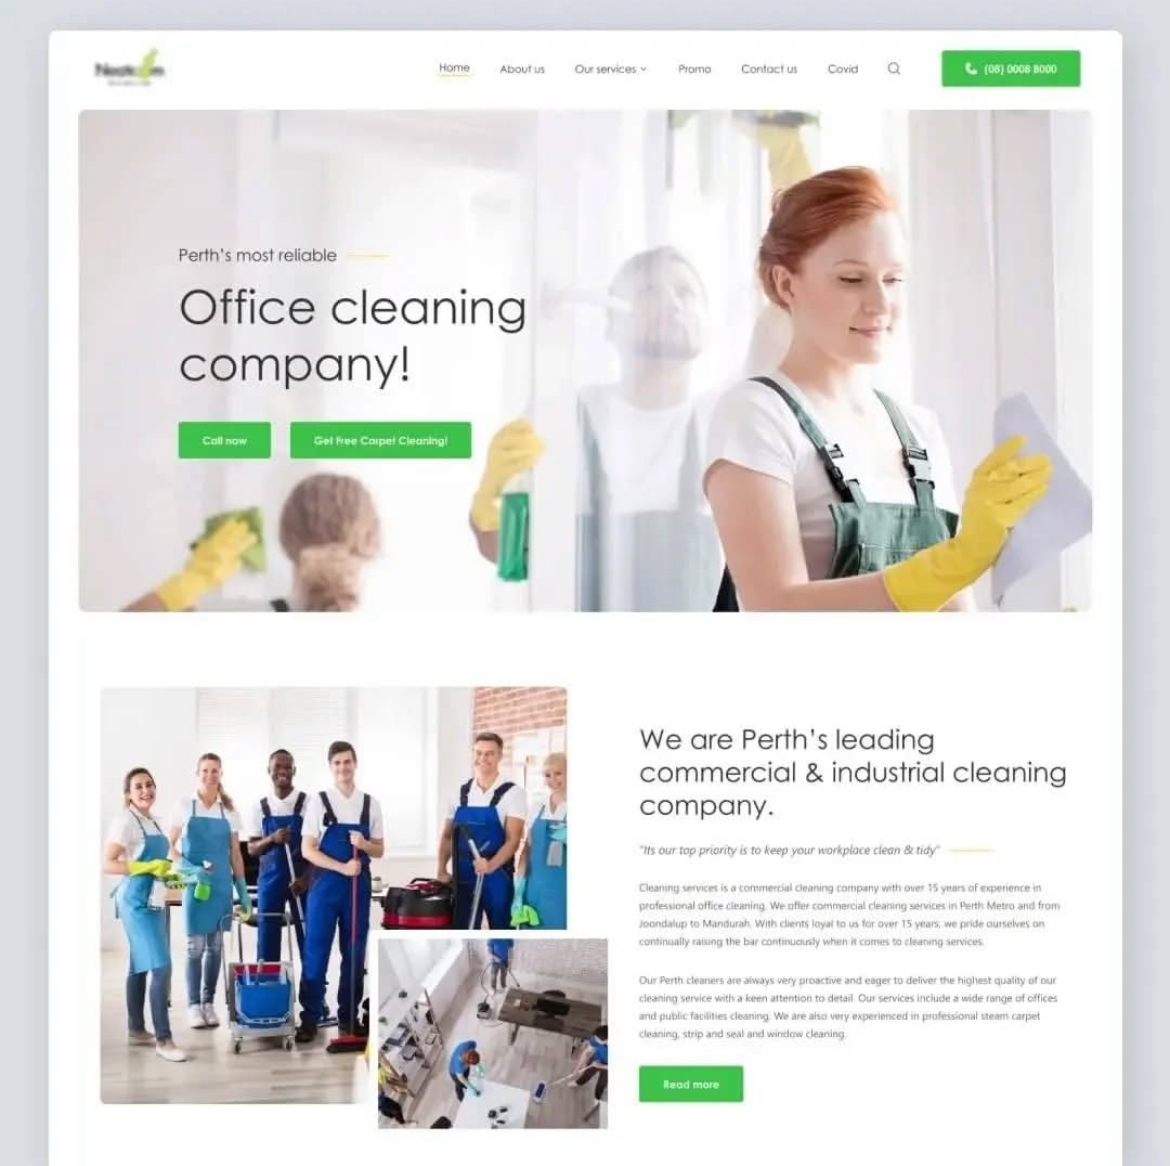 Home
About us
Our services
Promo
Contact us
Covid
(08) 0008 8000
Perth's most reliable
Office cleaning
company!
Call now
Get Free Carpet Cleaning!
We are Perth's leading
commercial & industrial cleaning
company.
"Its our top priority is to keep your workplace clean & tidy"
Cleaning services is a commercial cleaning company with over 15 years of experience in
professional office cleaning. We offer commercial cleaning services in Perth Metro and from
Joondalup to Mandurah. With clients loyal to us for over 15 years, we pride ourselves on
continually raising the bar continuously when it comes to cleaning services.
Our Perth cleaners are always very proactive and eager to deliver the highest quality of our
cleaning service with a keen attention to detail. Our services include a wide range of offices
and public facilities cleaning. We are also very experienced in professional steam carpet
cleaning, strip and seal and window cleaning.
Read more